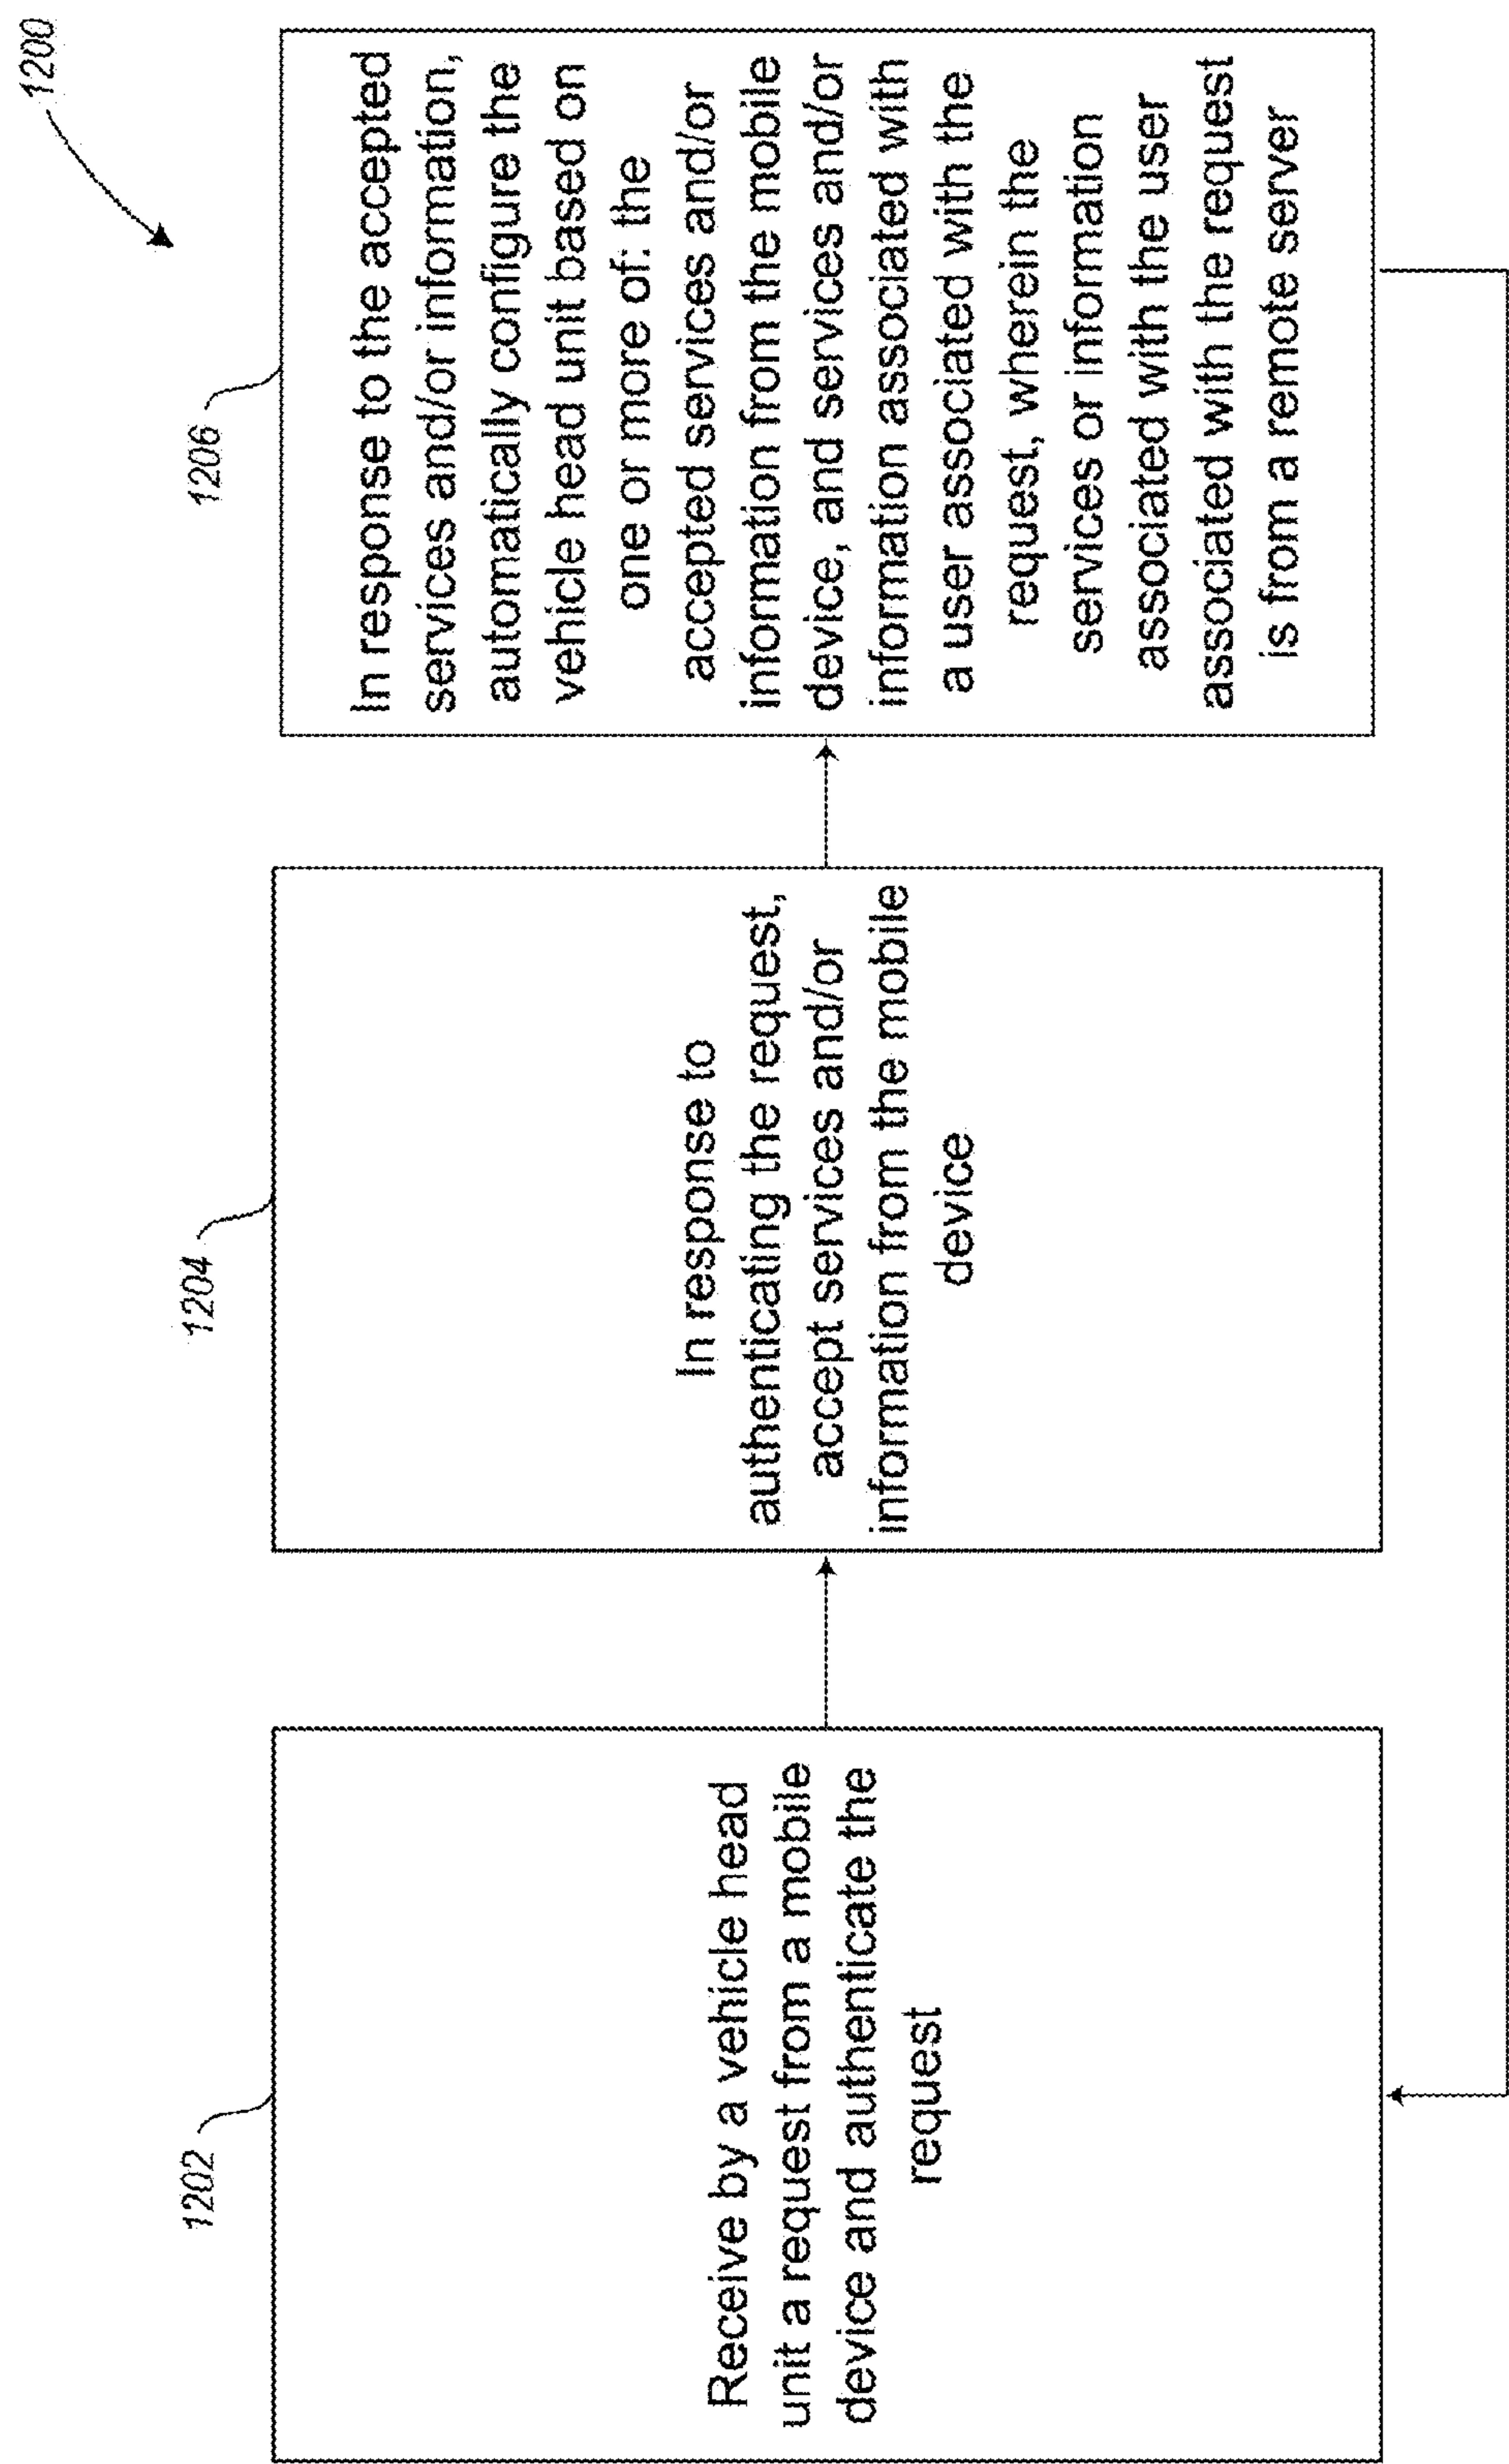 1200
1202
Receive by a vehicle head
unit a request from a mobile
device and authenticate the
request
1204
In response to
authenticating the request,
accept services and/or
information from the mobile
device
1206
In response to the accepted
services and/or information,
automatically configure the
vehicle head unit based on
one or more of: the
accepted services and/or
information from the mobile
device, and services and/or
information associated with
a user associated with the
request, wherein the
services or information
associated with the user
associated with the request
is from a remote server